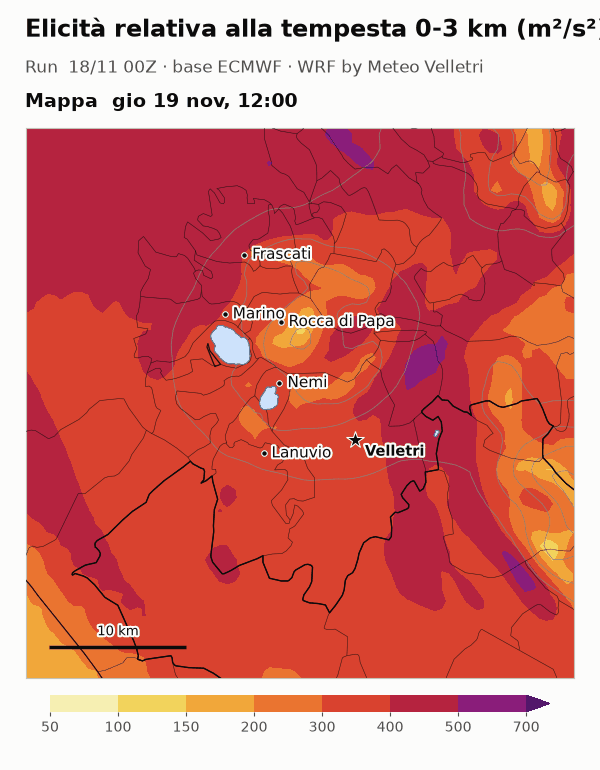 Elicità relativa alla tempesta 0-3 km (m²/s²)
Run  18/11 00Z · base ECMWF · WRF by Meteo Velletri
Mappa  gio 19 nov, 12:00
Frascati
Marino
Rocca di Papa
Nemi
Velletri
Lanuvio
10 km
50 100 150 200 300 400 500 700